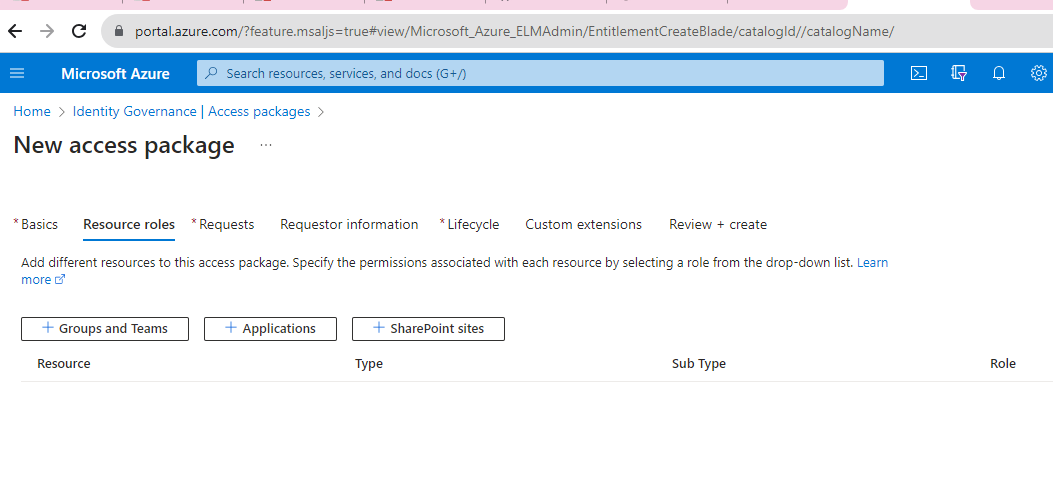 portal.azure.com/?feature.msaljs=true#view/Microsoft_Azure_ELMAdmin/EntitlementCreateBlade/catalogId//catalogName/
Microsoft Azure
Search resources, services, and docs (G+/)
Home > Identity Governance | Access packages >
New access package ...
* Basics Resource roles * Requests Requestor information * Lifecycle Custom extensions Review + create
Add different resources to this access package. Specify the permissions associated with each resource by selecting a role from the drop-down list. Learn
more
+ Groups and Teams + Applications + SharePoint sites
Resource Type Sub Type Role